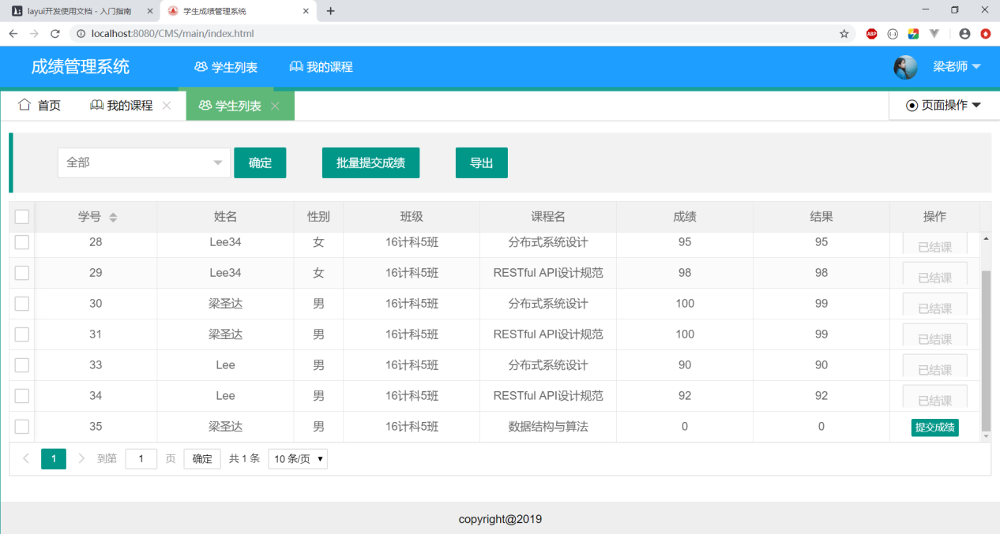 layui开发使用文档 - 入门指南 学生成绩管理系统
localhost:8080/CMS/main/index.html ABP
成绩管理系统 学生列表 我的课程 梁老师
首页 我的课程 学生列表 页面操作
全部 确定 批量提交成绩 导出
学号 姓名 性别 班级 课程名 成绩 结果 操作
28 Lee34 女 16计科5班 分布式系统设计 95 95 已结课
29 Lee34 女 16计科5班 RESTful API设计规范 98 98 已结课
30 梁圣达 男 16计科5班 分布式系统设计 100 99 已结课
31 梁圣达 男 16计科5班 RESTful API设计规范 100 99 已结课
33 Lee 男 16计科5班 分布式系统设计 90 90 已结课
34 Lee 男 16计科5班 RESTful API设计规范 92 92 已结课
35 梁圣达 男 16计科5班 数据结构与算法 0 0 提交成绩
1 到第 1 页 确定 共 1 条 10 条/页
copyright@2019